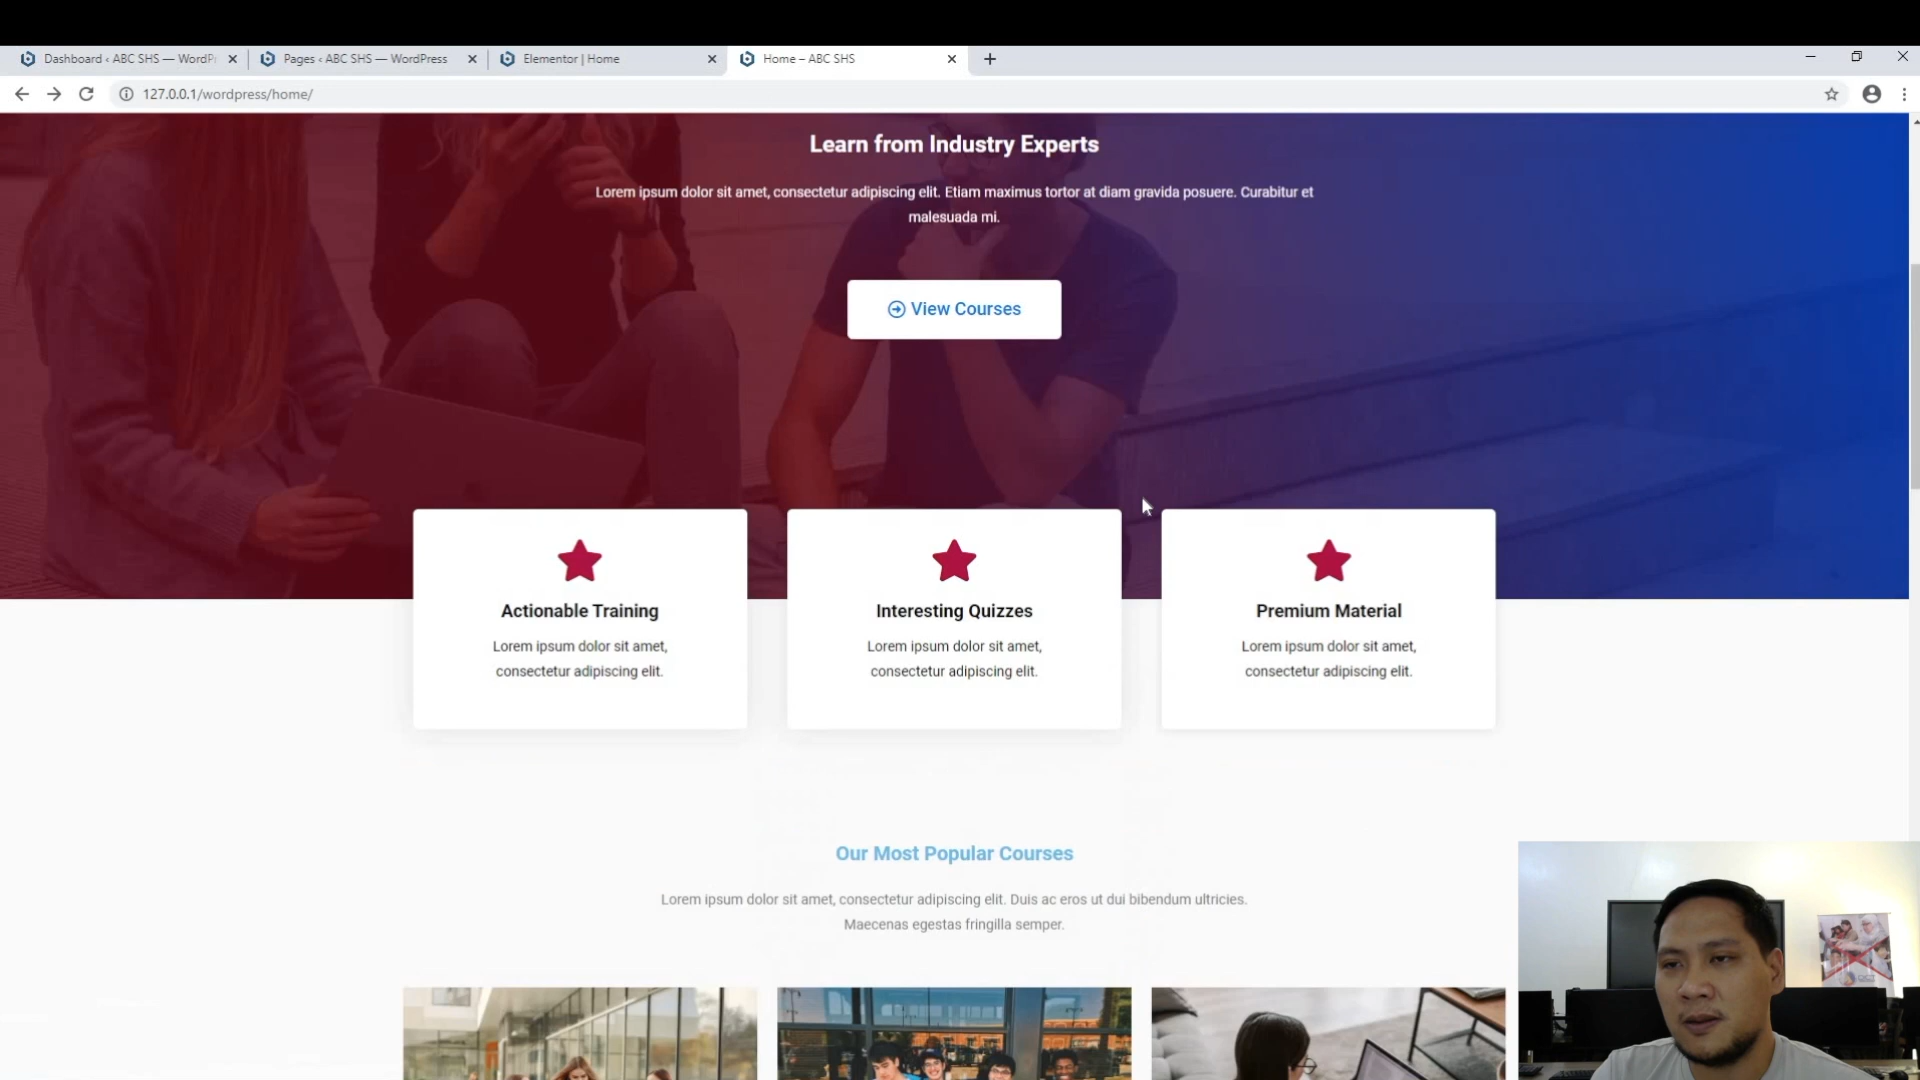 Dashboard ‹ ABC SHS — WordP
Pages ‹ ABC SHS — WordPress
Elementor | Home
Home – ABC SHS
127.0.0.1/wordpress/home/
Learn from Industry Experts
Lorem ipsum dolor sit amet, consectetur adipiscing elit. Etiam maximus tortor at diam gravida posuere. Curabitur et
malesuada mi.
View Courses
Actionable Training
Lorem ipsum dolor sit amet,
consectetur adipiscing elit.
Interesting Quizzes
Lorem ipsum dolor sit amet,
consectetur adipiscing elit.
Premium Material
Lorem ipsum dolor sit amet,
consectetur adipiscing elit.
Our Most Popular Courses
Lorem ipsum dolor sit amet, consectetur adipiscing elit. Duis ac eros ut dui bibendum ultricies.
Maecenas egestas fringilla semper.